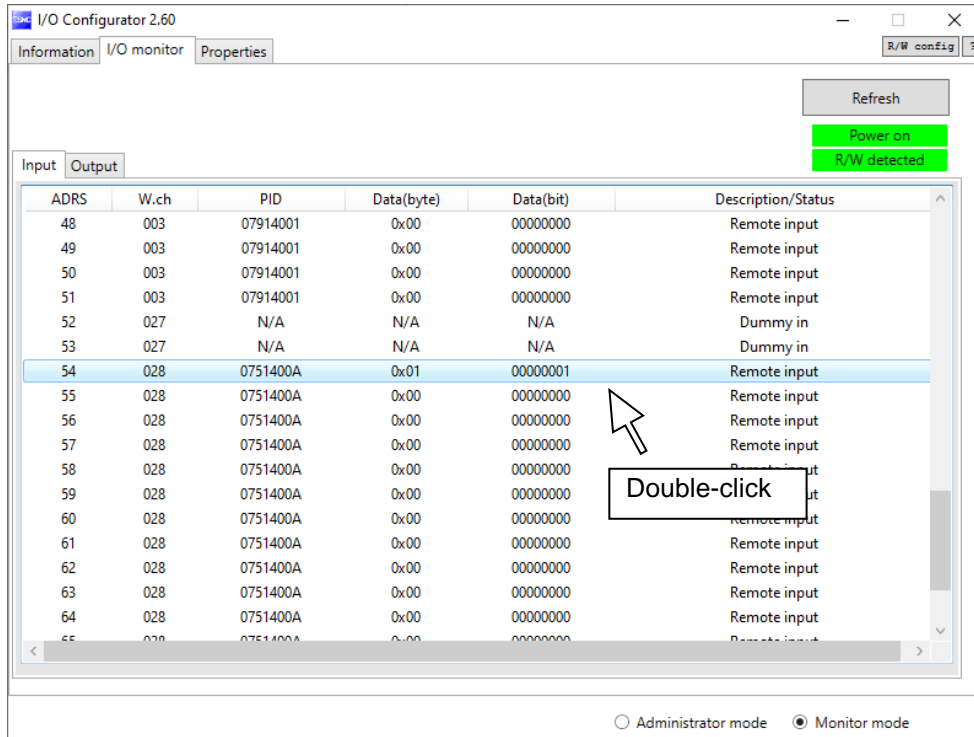 SMC I/O Configurator 2.60
Information I/O monitor Properties R/W config ?
Refresh
Power on
R/W detected
Input Output
ADRS W.ch PID Data(byte) Data(bit) Description/Status
48 003 07914001 0x00 00000000 Remote input
49 003 07914001 0x00 00000000 Remote input
50 003 07914001 0x00 00000000 Remote input
51 003 07914001 0x00 00000000 Remote input
52 027 N/A N/A N/A Dummy in
53 027 N/A N/A N/A Dummy in
54 028 0751400A 0x01 00000001 Remote input
55 028 0751400A 0x00 00000000 Remote input
56 028 0751400A 0x00 00000000 Remote input
57 028 0751400A 0x00 00000000 Remote input
58 028 0751400A 0x00 00000000
Double-click
59 028 0751400A 0x00 00000000
60 028 0751400A 0x00 00000000 Remote input
61 028 0751400A 0x00 00000000 Remote input
62 028 0751400A 0x00 00000000 Remote input
63 028 0751400A 0x00 00000000 Remote input
64 028 0751400A 0x00 00000000 Remote input
Administrator mode Monitor mode